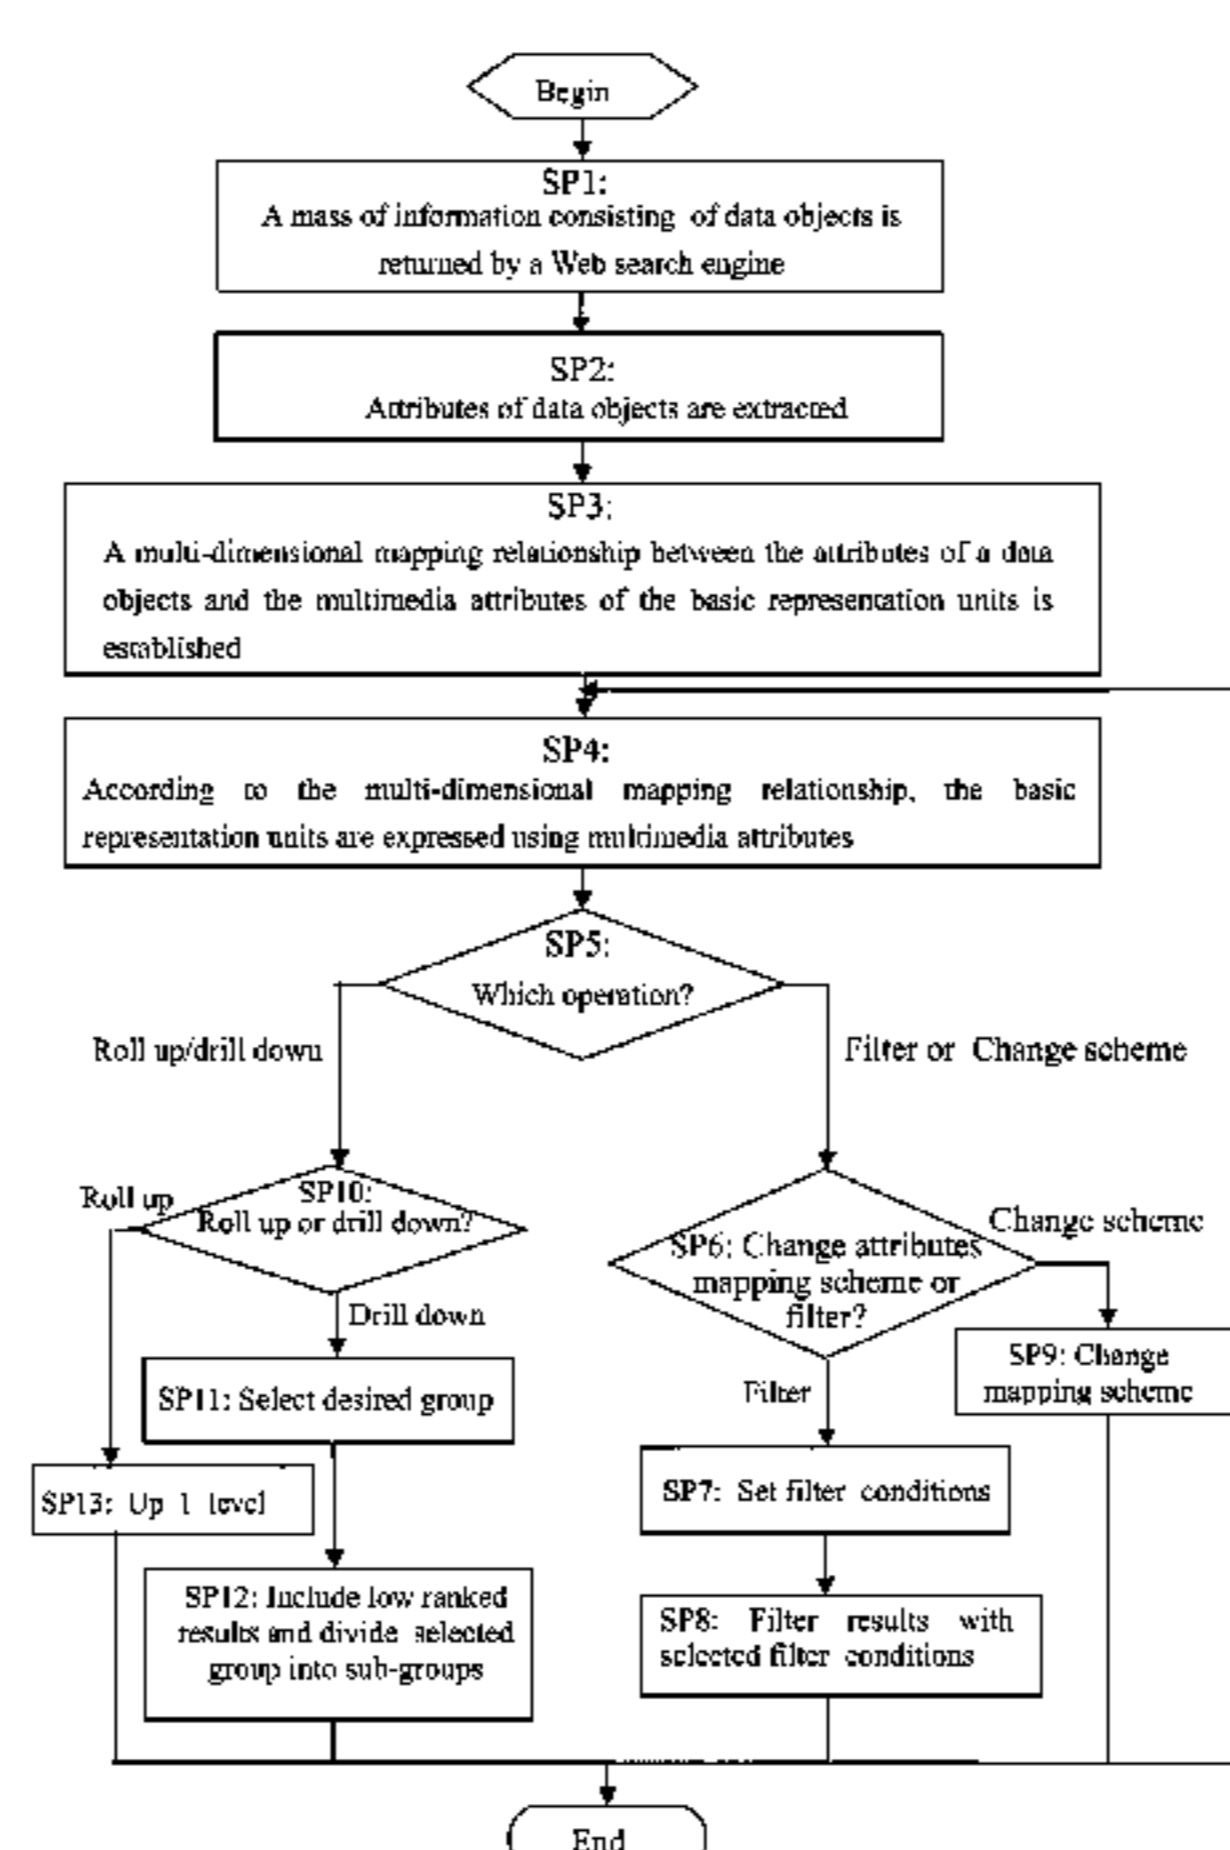 Begin
SP1:
A mass of information consisting of data objects is
returned by a Web search engine
SP2:
Attributes of data objects are extracted
SP3:
A multi-dimensional mapping relationship between the attributes of a data
objects and the multimedia attributes of the basic representation units is
established
SP4:
According to the multi-dimensional mapping relationship, the basic
representation units are expressed using multimedia attributes
SP5:
Which operation?
Roll up/drill down
Filter or Change scheme
Roll up
SP10:
Roll up or drill down?
Change scheme
SP6: Change attributes
mapping scheme or
filter?
Drill down
SP9: Change
mapping scheme
SP11: Select desired group
Filter
SP7: Set filter conditions
SP13: Up 1 level
SP12: Include low ranked
results and divide selected
group into sub-groups
SP8: Filter results with
selected filter conditions
End